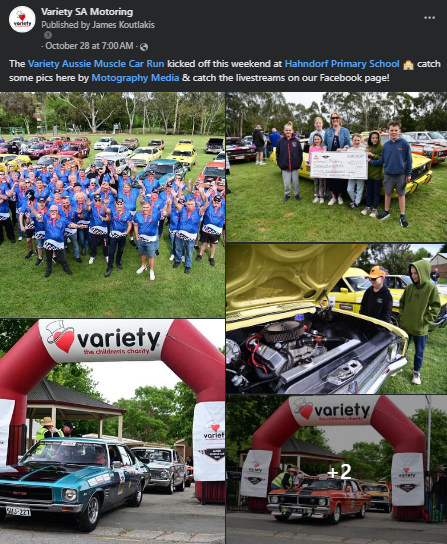 Variety SA Motoring
Published by James Koutlakis
· October 28 at 7:00 AM ·
The Variety Aussie Muscle Car Run kicked off this weekend at Hahndorf Primary School 🏫 catch
some pics here by Motography Media & catch the livestreams on our Facebook page!
variety
the children's charity
variety
variety
variety
variety
+2